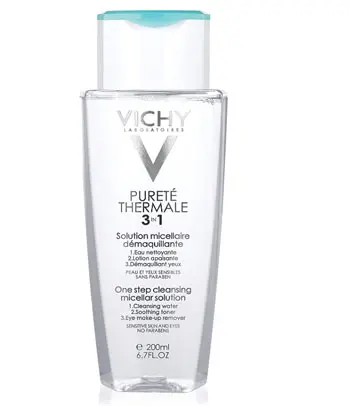 VICHY
LABORATOIRES
V
PURETÉ
THERMALE
3IN1
Solution micellaire
démaquillante
1.Eau nettoyante
2.Lotion apaisante
3.Démaquillant yeux
PEAU ET YEUX SENSIBLES
SANS PARABEN
One step cleansing
micellar solution
1.Cleansing water
2.Soothing toner
3.Eye make-up remover
SENSITIVE SKIN AND EYES
NO PARABENS
e 200ml
6.7FL.OZ